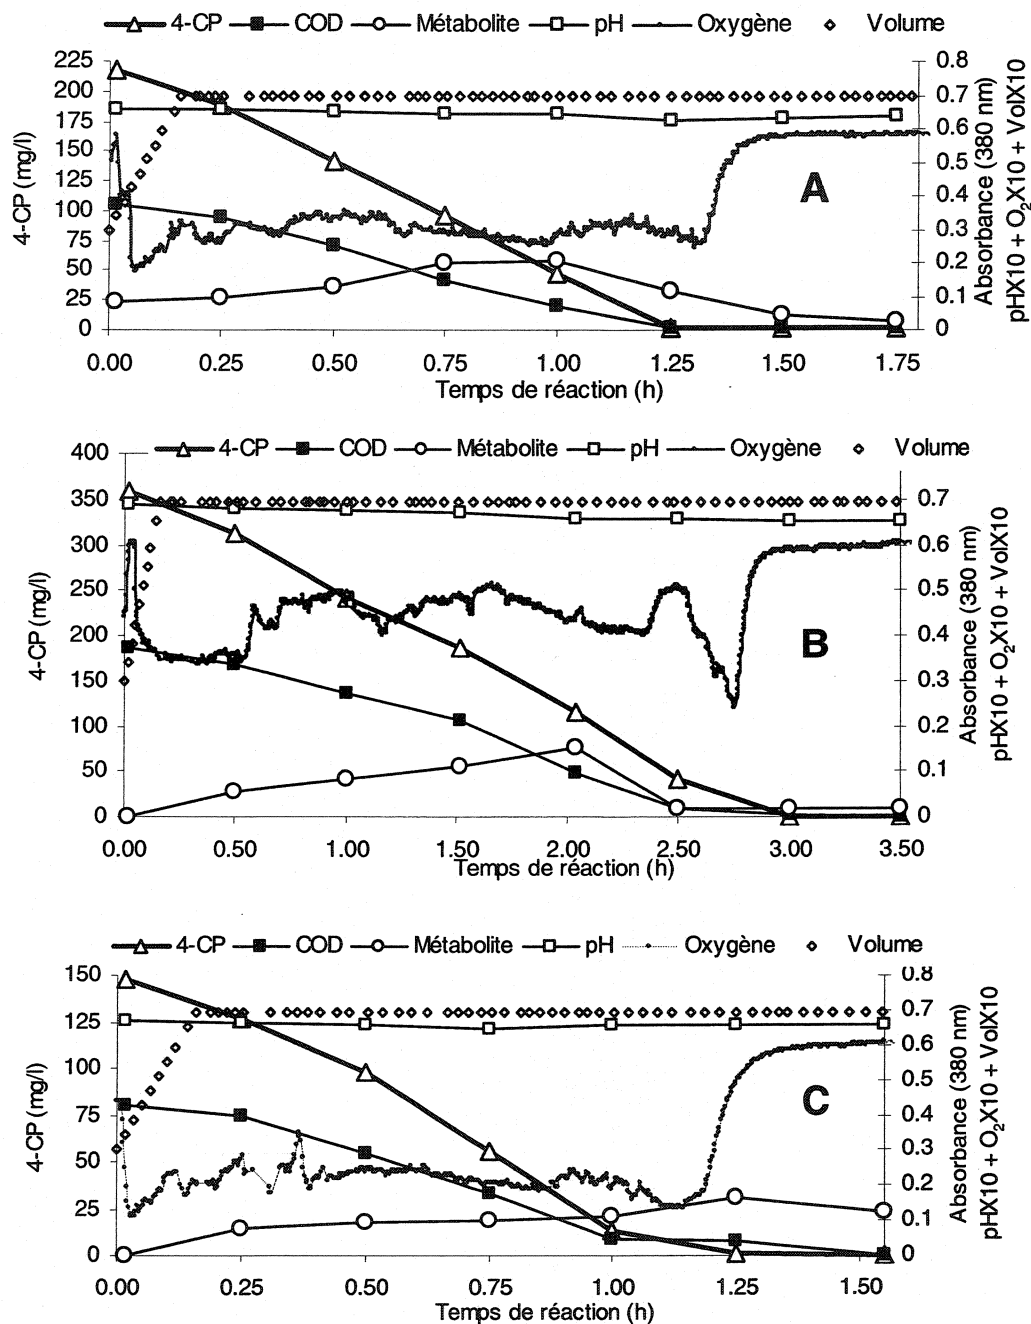 4-CP COD Métabolite pH Oxygène Volume
225 200 175 150 125 100 75 50 25 0
4-CP (mg/l)
0.8 0.7 0.6 0.5 0.4 0.3 0.2 0.1 0
Absorbance (380 nm)
pHX10 + O₂X10 + VolX10
A
0.00 0.25 0.50 0.75 1.00 1.25 1.50 1.75
Temps de réaction (h)
4-CP COD Métabolite pH Oxygène Volume
400 350 300 250 200 150 100 50 0
4-CP (mg/l)
0.7 0.6 0.5 0.4 0.3 0.2 0.1 0
Absorbance (380 nm)
pHX10 + O₂X10 + VolX10
B
0.00 0.50 1.00 1.50 2.00 2.50 3.00 3.50
Temps de réaction (h)
4-CP COD Métabolite pH Oxygène Volume
150 125 100 75 50 25 0
4-CP (mg/l)
0.8 0.7 0.6 0.5 0.4 0.3 0.2 0.1 0
Absorbance (380 nm)
pHX10 + O₂X10 + VolX10
C
0.00 0.25 0.50 0.75 1.00 1.25 1.50
Temps de réaction (h)